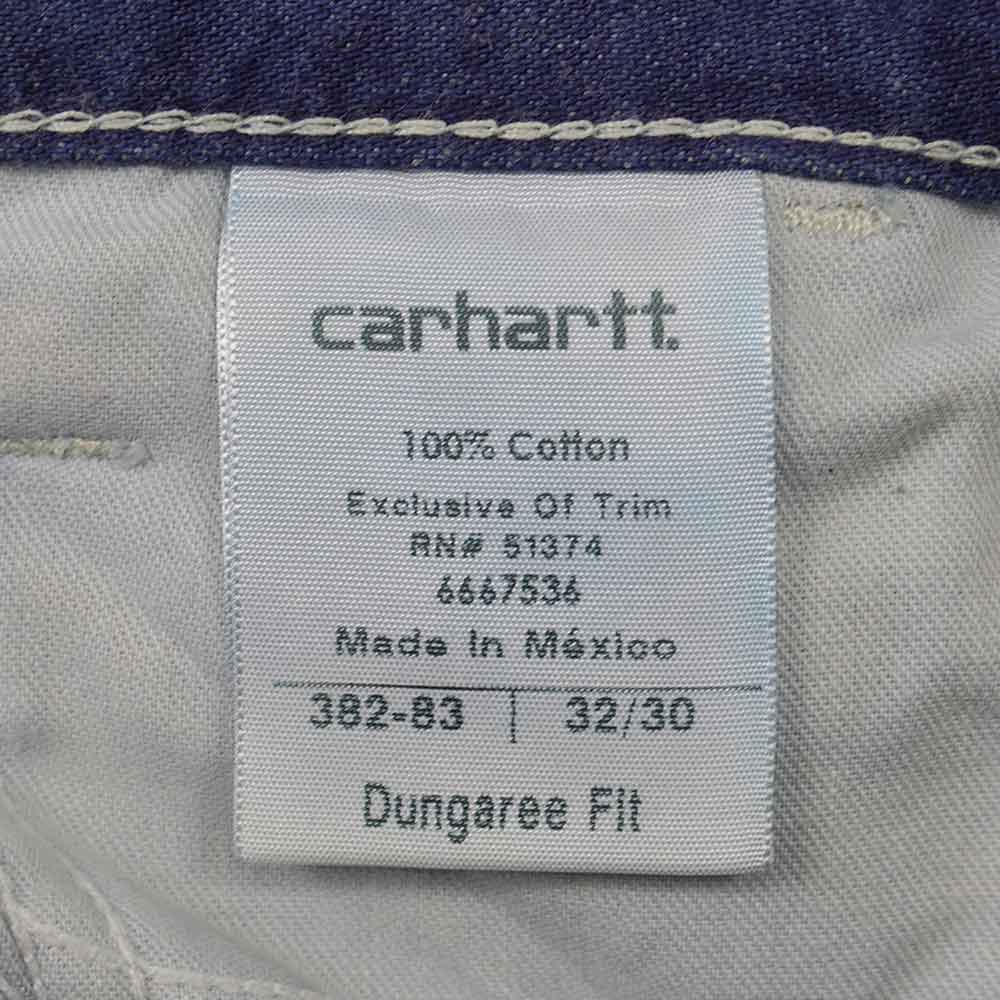 carhartt.
100% Cotton
Exclusive Of Trim
RN# 51374
6667536
Made In México
382-83 | 32/30
Dungaree Fit